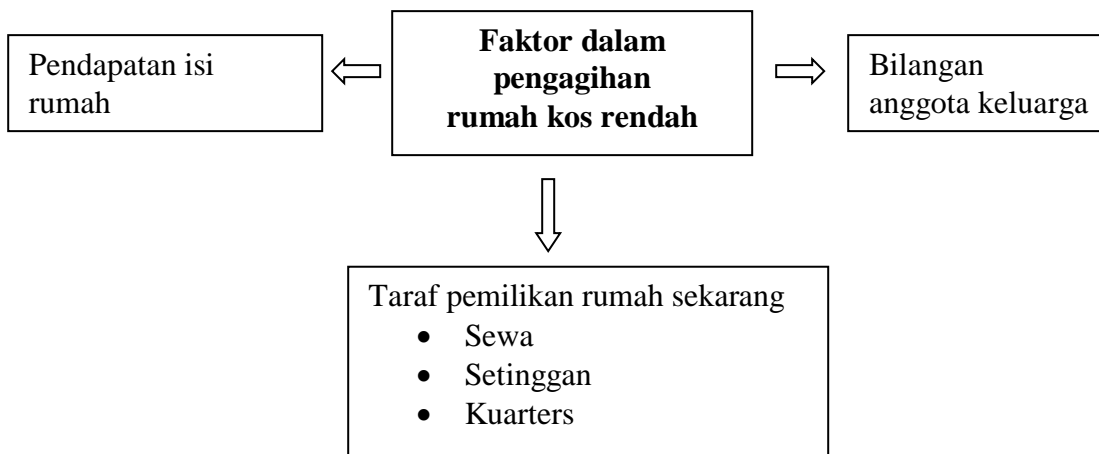 Pendapatan isi
rumah
Faktor dalam
pengagihan
rumah kos rendah
Bilangan
anggota keluarga
Taraf pemilikan rumah sekarang
• Sewa
• Setinggan
• Kuarters